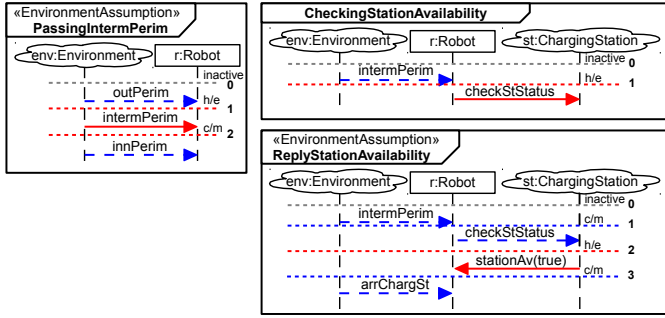 «EnvironmentAssumption»
PassingIntermPerim
env:Environment
r:Robot
inactive
0
outPerim
h/e
1
intermPerim
c/m
2
innPerim
CheckingStationAvailability
env:Environment
r:Robot
st:ChargingStation
inactive
0
intermPerim
h/e
1
checkStStatus
«EnvironmentAssumption»
ReplyStationAvailability
env:Environment
r:Robot
st:ChargingStation
inactive
0
intermPerim
c/m
1
checkStStatus
h/e
2
stationAv(true)
c/m
3
arrChargSt